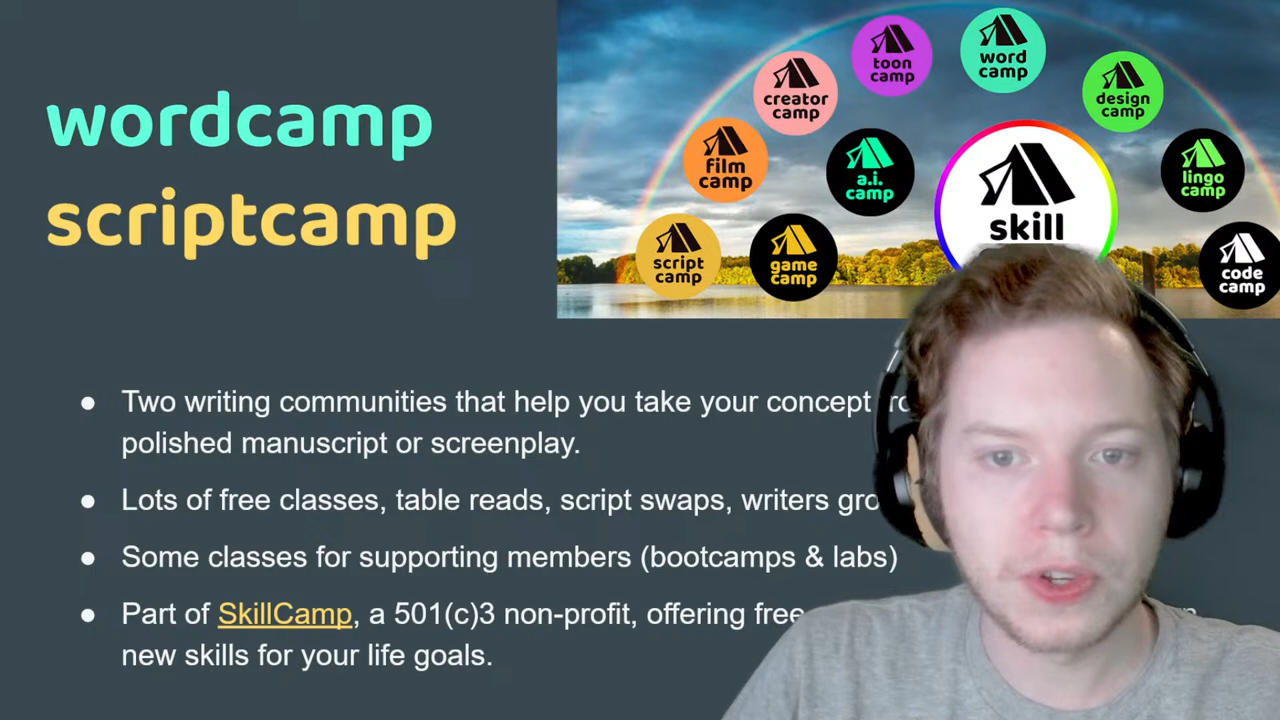 wordcamp
scriptcamp
toon
camp
word
camp
creator
camp
design
camp
film
camp
a.i.
camp
lingo
camp
skill
script
camp
game
camp
code
camp
● Two writing communities that help you take your concept
polished manuscript or screenplay.
● Lots of free classes, table reads, script swaps, writers
● Some classes for supporting members (bootcamps & labs)
● Part of SkillCamp, a 501(c)3 non-profit, offering free
new skills for your life goals.